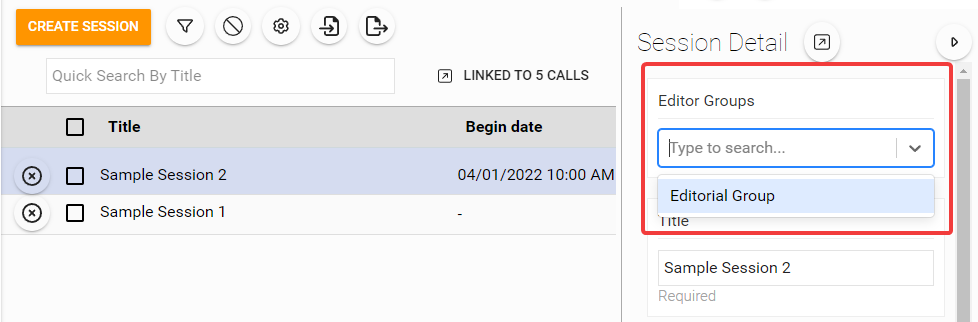 CREATE SESSION
Quick Search By Title
LINKED TO 5 CALLS
Title Begin date
Sample Session 2 04/01/2022 10:00 AM
Sample Session 1 -
Session Detail
Editor Groups
Type to search...
Editorial Group
Title
Sample Session 2
Required